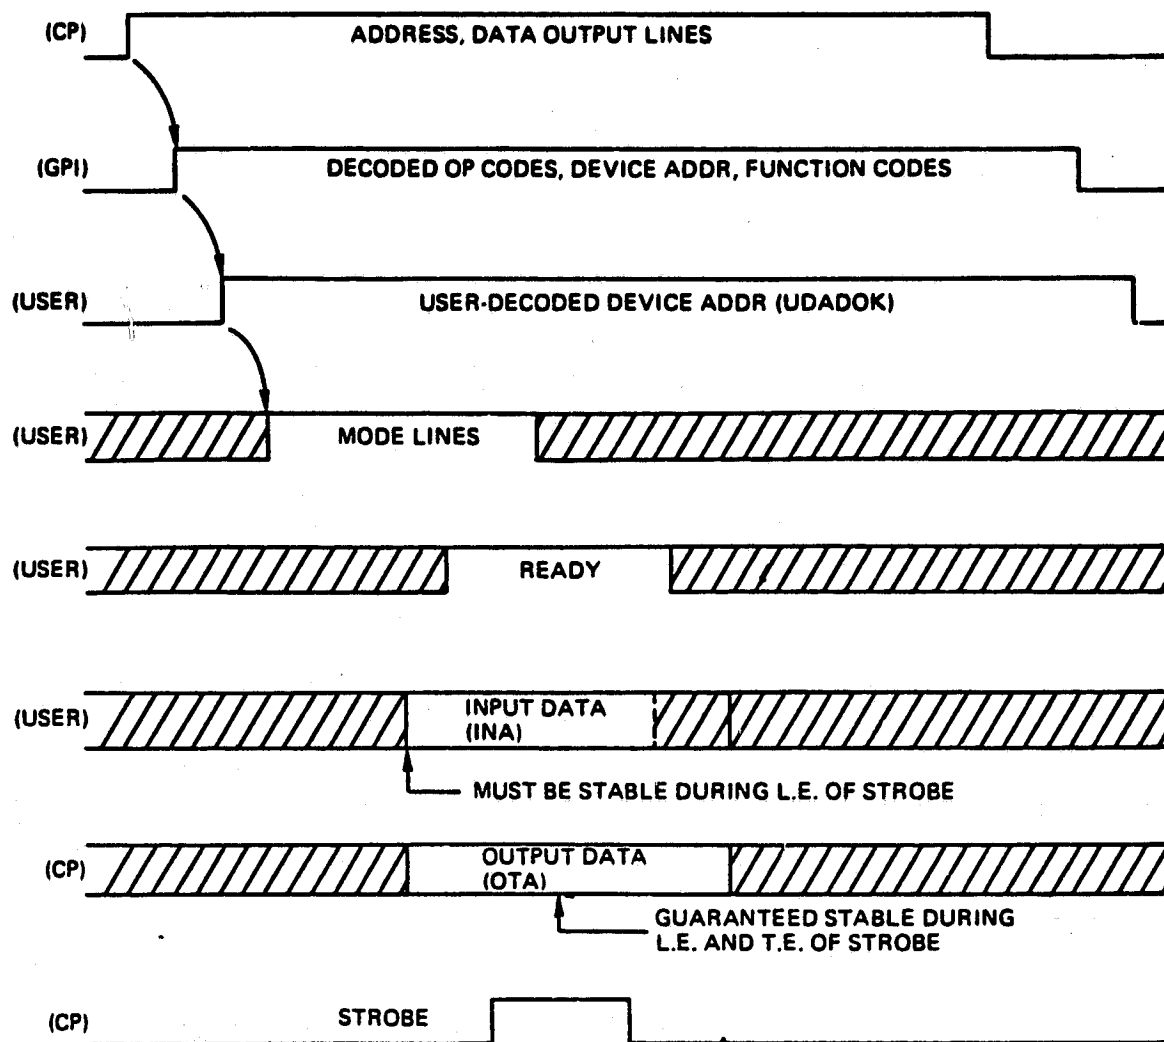 (CP) ADDRESS, DATA OUTPUT LINES
(GPI) DECODED OP CODES, DEVICE ADDR, FUNCTION CODES
(USER) USER-DECODED DEVICE ADDR (UDADOK)
(USER) MODE LINES
(USER) READY
(USER) INPUT DATA
(INA)
MUST BE STABLE DURING L.E. OF STROBE
(CP) OUTPUT DATA
(OTA)
GUARANTEED STABLE DURING
L.E. AND T.E. OF STROBE
(CP) STROBE